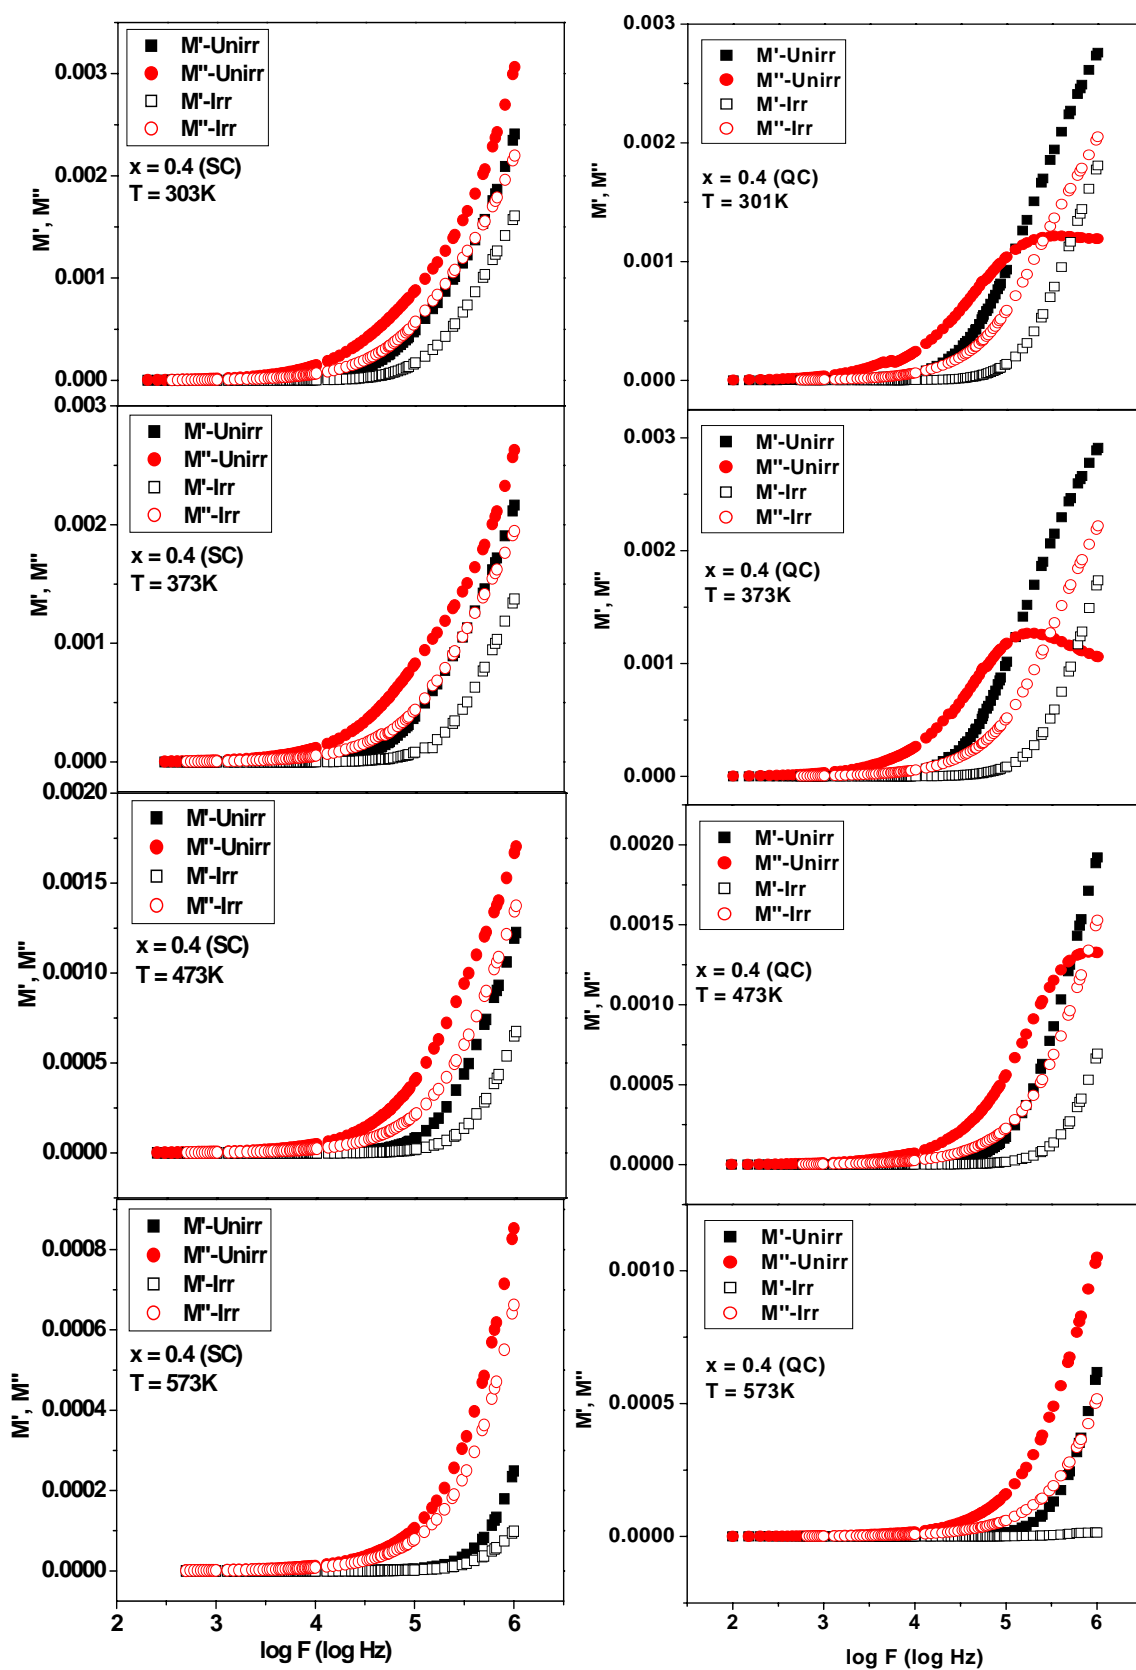 M'-Unirr
M"-Unirr
M'-Irr
M"-Irr
x = 0.4 (SC)
T = 303K
0.003
0.002
0.001
0.000
M', M"
M'-Unirr
M"-Unirr
M'-Irr
M"-Irr
x = 0.4 (QC)
T = 301K
0.003
0.002
0.001
0.000
M', M"
M'-Unirr
M"-Unirr
M'-Irr
M"-Irr
x = 0.4 (SC)
T = 373K
0.003
0.002
0.001
0.000
M', M"
M'-Unirr
M"-Unirr
M'-Irr
M"-Irr
x = 0.4 (QC)
T = 373K
0.003
0.002
0.001
0.000
M', M"
M'-Unirr
M"-Unirr
M'-Irr
M"-Irr
x = 0.4 (SC)
T = 473K
0.0020
0.0015
0.0010
0.0005
0.0000
M', M"
M'-Unirr
M"-Unirr
M'-Irr
M"-Irr
x = 0.4 (QC)
T = 473K
0.0020
0.0015
0.0010
0.0005
0.0000
M', M"
M'-Unirr
M"-Unirr
M'-Irr
M"-Irr
x = 0.4 (SC)
T = 573K
0.0008
0.0006
0.0004
0.0002
0.0000
M', M"
2 3 4 5 6
log F (log Hz)
M'-Unirr
M"-Unirr
M'-Irr
M"-Irr
x = 0.4 (QC)
T = 573K
0.0010
0.0005
0.0000
M', M"
2 3 4 5 6
log F (log Hz)